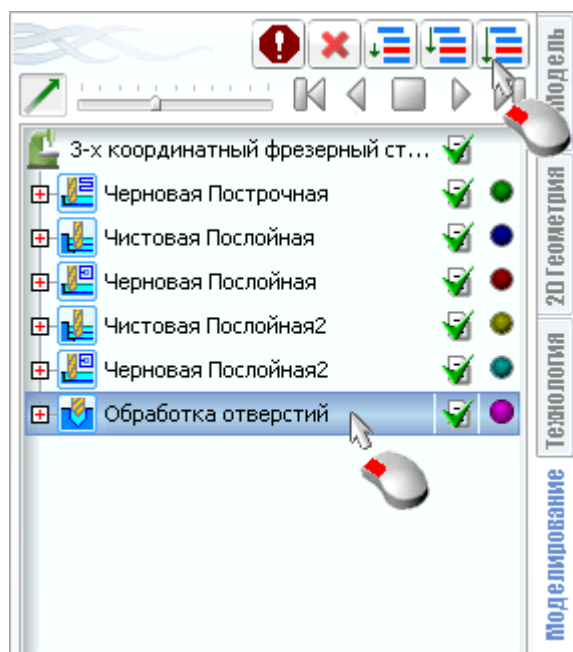 3-х координатный фрезерный ст...
Черновая Построчная
Чистовая Послойная
Черновая Послойная
Чистовая Послойная2
Черновая Послойная2
Обработка отверстий
Модель
2D Геометрия
Технология
Моделирование